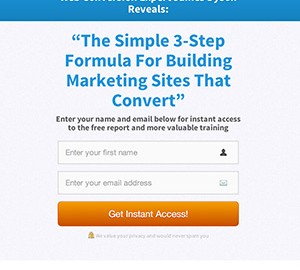 Reveals:
“The Simple 3-Step
Formula For Building
Marketing Sites That
Convert”
Enter your name and email below for instant access
to the free report and more valuable training
Enter your first name
Enter your email address
Get Instant Access!
We value your privacy and would never spam you